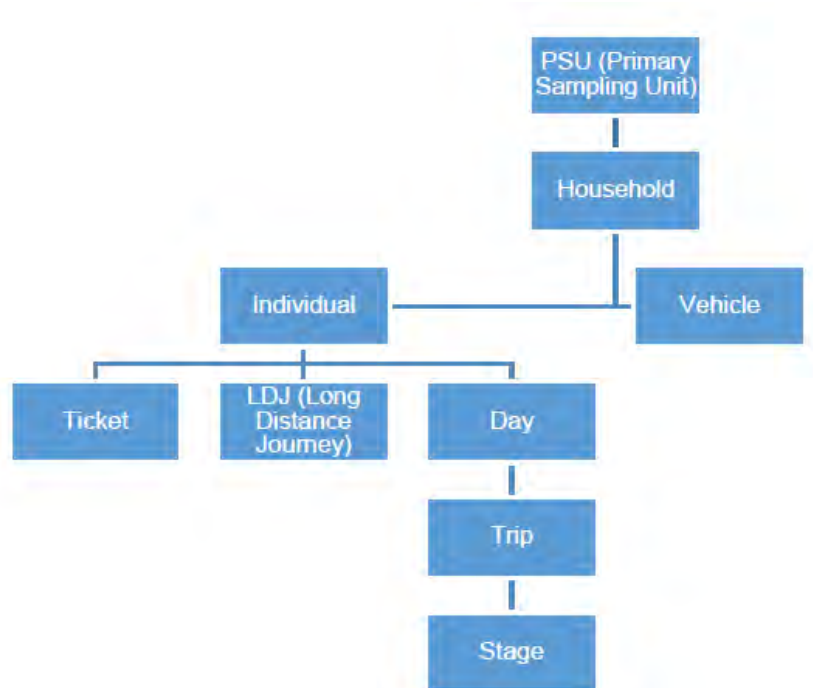 PSU (Primary
Sampling Unit)
Household
Individual
Vehicle
Ticket
LDJ (Long
Distance
Journey)
Day
Trip
Stage